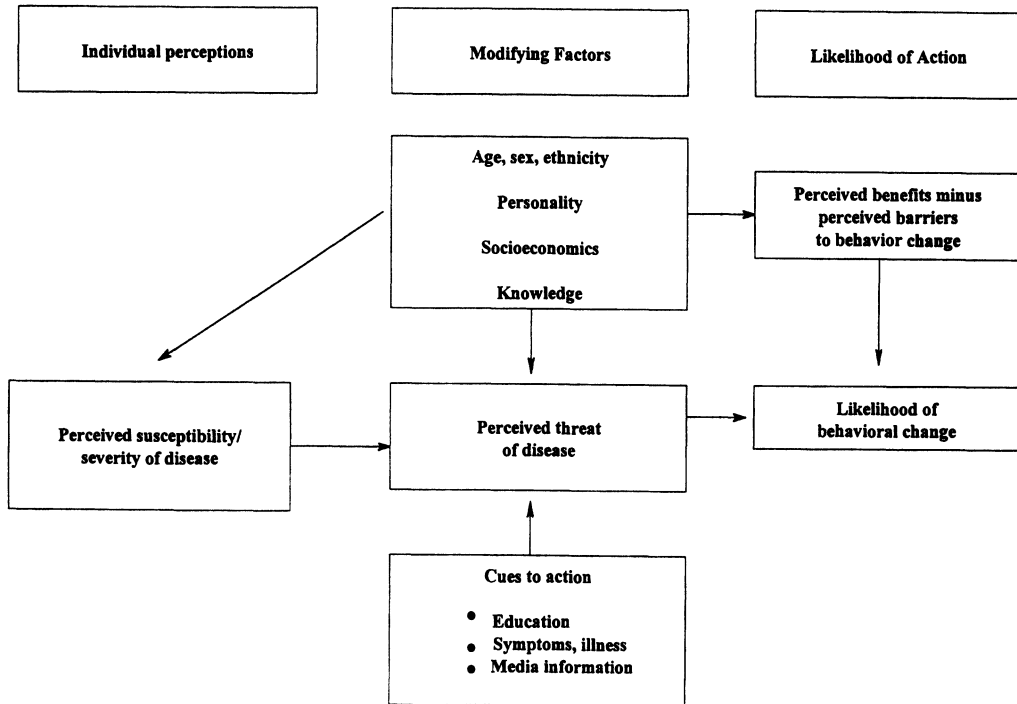 Individual perceptions
Modifying Factors
Likelihood of Action
Age, sex, ethnicity
Personality
Socioeconomics
Knowledge
Perceived benefits minus
perceived barriers
to behavior change
Perceived susceptibility/
severity of disease
Perceived threat
of disease
Likelihood of
behavioral change
Cues to action
• Education
• Symptoms, illness
• Media information